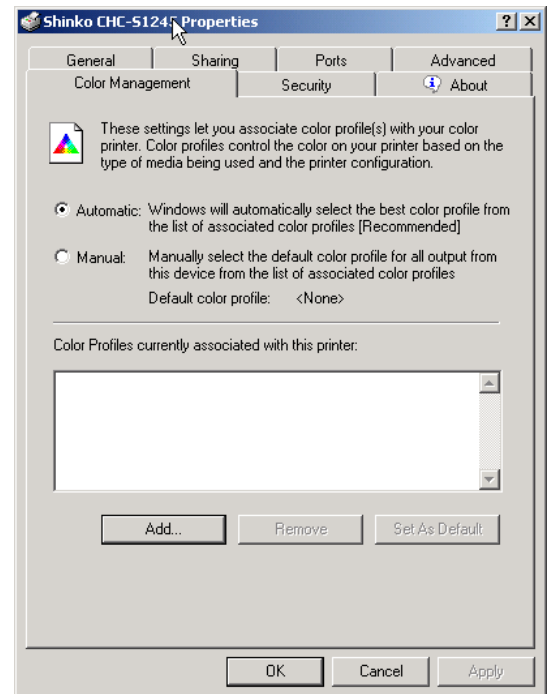 Shinko CHC-S1245 Properties
General Sharing Ports Advanced
Color Management Security About
These settings let you associate color profile(s) with your color
printer. Color profiles control the color on your printer based on the
type of media being used and the printer configuration.
Automatic: Windows will automatically select the best color profile from
the list of associated color profiles [Recommended]
Manual: Manually select the default color profile for all output from
this device from the list of associated color profiles
Default color profile: <None>
Color Profiles currently associated with this printer:
Add... Remove Set As Default
OK Cancel Apply